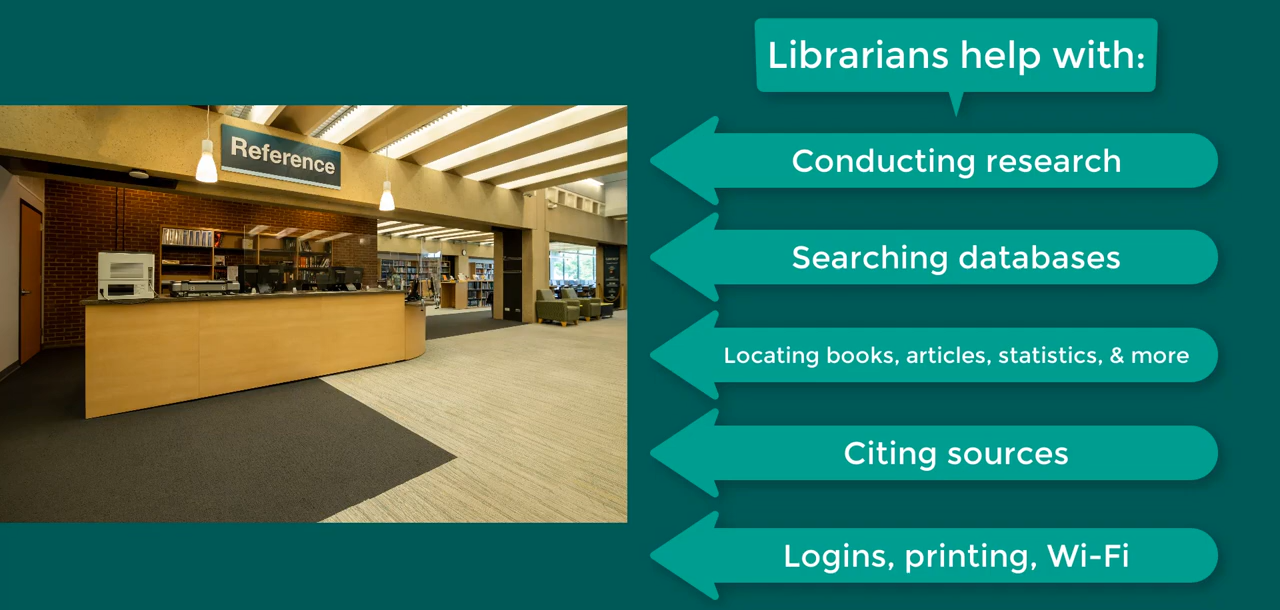 Reference
Librarians help with:
Conducting research
Searching databases
Locating books, articles, statistics, & more
Citing sources
Logins, printing, Wi-Fi